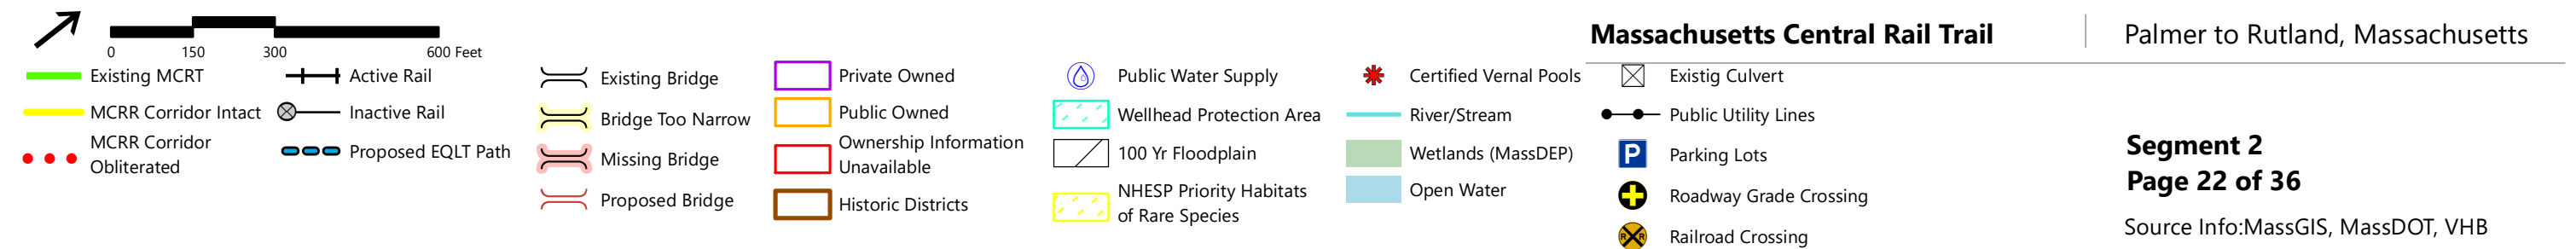 0 150 300 600 Feet
Existing MCRT
MCRR Corridor Intact
MCRR Corridor
Obliterated
Active Rail
Inactive Rail
Proposed EQLT Path
Existing Bridge
Bridge Too Narrow
Missing Bridge
Proposed Bridge
Private Owned
Public Owned
Ownership Information
Unavailable
Historic Districts
Public Water Supply
Wellhead Protection Area
100 Yr Floodplain
NHESP Priority Habitats
of Rare Species
Certified Vernal Pools
River/Stream
Wetlands (MassDEP)
Open Water
Existig Culvert
Public Utility Lines
P
Parking Lots
Roadway Grade Crossing
R R
Railroad Crossing
Massachusetts Central Rail Trail
Palmer to Rutland, Massachusetts
Segment 2
Page 22 of 36
Source Info:MassGIS, MassDOT, VHB